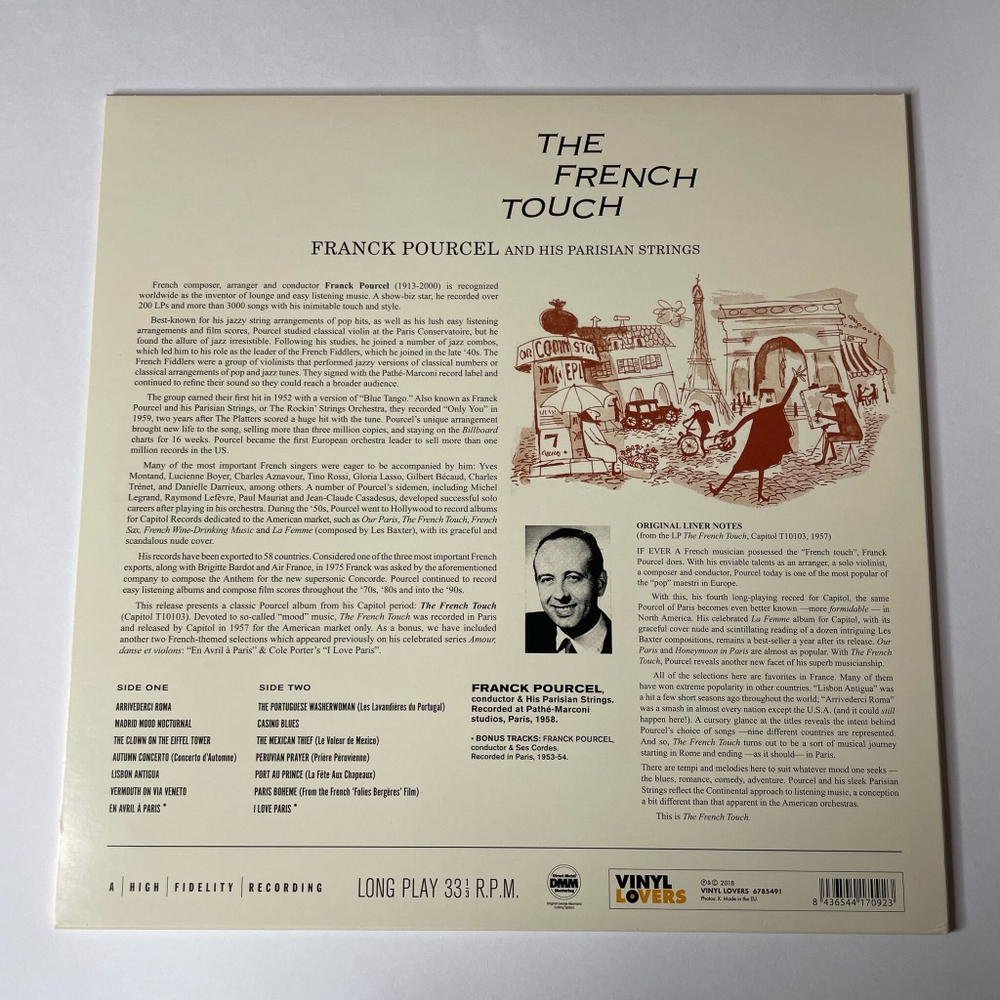 THE
FRENCH
TOUCH
FRANCK POURCEL AND HIS PARISIAN STRINGS
French composer, arranger and conductor Franck Pourcel (1913-2000) is recognized
worldwide as the inventor of lounge and easy listening music. A show-biz star, he recorded over
200 LPs and more than 3000 songs with his inimitable touch and style.
Best-known for his jazzy string arrangements of pop hits, as well as his lush easy listening
arrangements and film scores, Pourcel studied classical violin at the Paris Conservatoire, but he
found the allure of jazz irresistible. Following his studies, he joined a number of jazz combos,
which led him to his role as the leader of the French Fiddlers, which he joined in the late ‘40s. The
French Fiddlers were a group of violinists that performed jazzy versions of classical numbers or
classical arrangements of pop and jazz tunes. They signed with the Pathé-Marconi record label and
continued to refine their sound so they could reach a broader audience.
The group earned their first hit in 1952 with a version of “Blue Tango.” Also known as Franck
Pourcel and his Parisian Strings, or The Rockin’ Strings Orchestra, they recorded “Only You” in
1959, two years after The Platters scored a huge hit with the tune. Pourcel’s unique arrangement
brought new life to the song, selling more than three million copies, and staying on the Billboard
charts for 16 weeks. Pourcel became the first European orchestra leader to sell more than one
million records in the US.
Many of the most important French singers were eager to be accompanied by him: Yves
Montand, Lucienne Boyer, Charles Aznavour, Tino Rossi, Gloria Lasso, Gilbert Bécaud, Charles
Trénet, and Danielle Darrieux, among others. A number of Pourcel’s sidemen, including Michel
Legrand, Raymond Lefèvre, Paul Mauriat and Jean-Claude Casadesus, developed successful solo
careers after playing in his orchestra. During the ‘50s, Pourcel went to Hollywood to record albums
for Capitol Records dedicated to the American market, such as Our Paris, The French Touch, French
Sax, French Wine-Drinking Music and La Femme (composed by Les Baxter), with its graceful and
scandalous nude cover.
His records have been exported to 58 countries. Considered one of the three most important French
exports, along with Brigitte Bardot and Air France, in 1975 Franck was asked by the aforementioned
company to compose the Anthem for the new supersonic Concorde. Pourcel continued to record
easy listening albums and compose film scores throughout the ‘70s, ‘80s and into the ‘90s.
This release presents a classic Pourcel album from his Capitol period: The French Touch
(Capitol T10103). Devoted to so-called “mood” music, The French Touch was recorded in Paris
and released by Capitol in 1957 for the American market only. As a bonus, we have included
another two French-themed selections which appeared previously on his celebrated series Amour,
danse et violons: “En Avril à Paris” & Cole Porter’s “I Love Paris”.
7
ORIGINAL LINER NOTES
(from the LP The French Touch, Capitol T10103, 1957)
IF EVER A French musician possessed the “French touch”, Franck
Pourcel does. With his enviable talents as an arranger, a solo violinist,
a composer and conductor, Pourcel today is one of the most popular of
the “pop” maestri in Europe.
With this, his fourth long-playing record for Capitol, the same
Pourcel of Paris becomes even better known —more formidable — in
North America. His celebrated La Femme album for Capitol, with its
graceful cover nude and scintillating reading of a dozen intriguing Les
Baxter compositions, remains a best-seller a year after its release. Our
Paris and Honeymoon in Paris are almost as popular. With The French
Touch, Pourcel reveals another new facet of his superb musicianship.
All of the selections here are favorites in France. Many of them
have won extreme popularity in other countries. “Lisbon Antigua” was
a hit a few short seasons ago throughout the world; “Arrivederci Roma”
was a smash in almost every nation except the U.S.A. (and it could still
happen here!). A cursory glance at the titles reveals the intent behind
Pourcel’s choice of songs —nine different countries are represented.
And so, The French Touch turns out to be a sort of musical journey
starting in Rome and ending —as it should— in Paris.
There are tempi and melodies here to suit whatever mood one seeks —
the blues, romance, comedy, adventure. Pourcel and his sleek Parisian
Strings reflect the Continental approach to listening music, a conception
a bit different than that apparent in the American orchestras.
This is The French Touch.
SIDE ONE
ARRIVEDERCI ROMA
MADRID MOOD NOCTURNAL
THE CLOWN ON THE EIFFEL TOWER
AUTUMN CONCERTO (Concerto d’Automne)
LISBON ANTIGUA
VERMOUTH ON VIA VENETO
EN AVRIL À PARIS *
SIDE TWO
THE PORTUGUESE WASHERWOMAN (Les Lavandières du Portugal)
CASINO BLUES
THE MEXICAN THIEF (Le Voleur de Mexico)
PERUVIAN PRAYER (Prière Péruvienne)
PORT AU PRINCE (La Fête Aux Chapeaux)
PARIS BOHEME (From the French ‘Folies Bergères’ Film)
I LOVE PARIS *
FRANCK POURCEL,
conductor & His Parisian Strings.
Recorded at Pathé-Marconi
studios, Paris, 1958.
• BONUS TRACKS: FRANCK POURCEL,
conductor & Ses Cordes.
Recorded in Paris, 1953-54.
A HIGH FIDELITY RECORDING
LONG PLAY 33 1/3 R.P.M.
Direct Metal
DMM
Mastering
VINYL
LOVERS
℗&© 2018
VINYL LOVERS 6785491
Photos: X. Made in the EU.
8 436544 170923